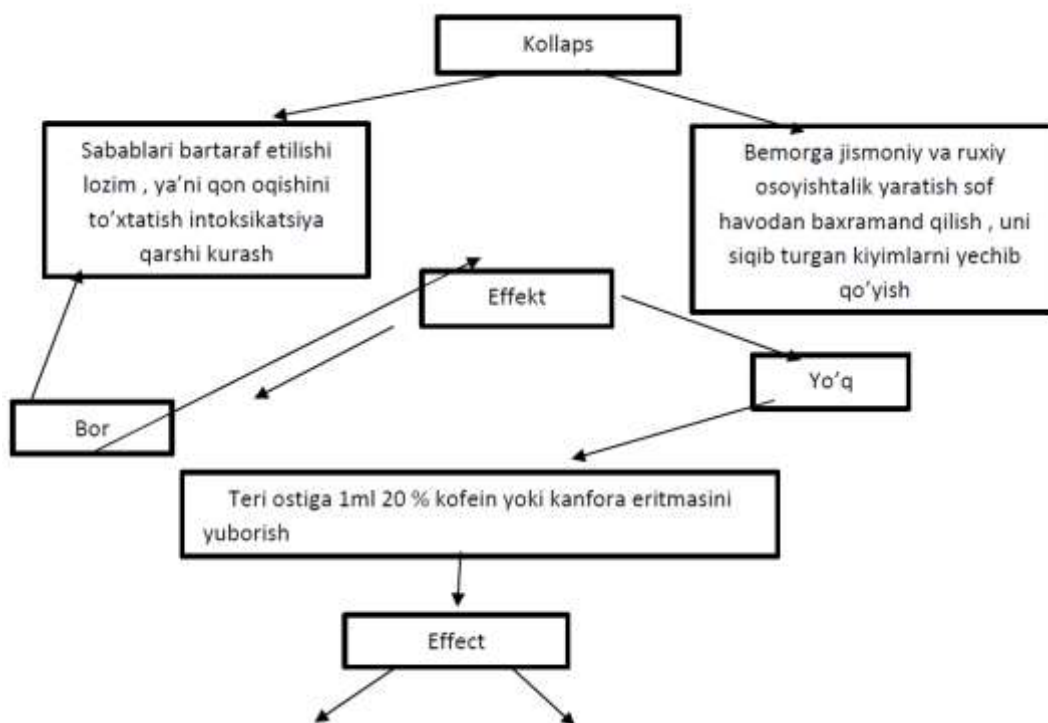 Kollaps
Sabablari bartaraf etilishi
lozim , ya’ni qon oqishini
to’xtatish intoksikatsiya
qarshi kurash
Bemorga jismoniy va ruxiy
osoyishtalik yaratish sof
havodan baxramand qilish , uni
siqib turgan kiyimlarni yechib
qo’yish
Effekt
Yo’q
Bor
Teri ostiga 1ml 20 % kofein yoki kanfora eritmasini
yuborish
Effect